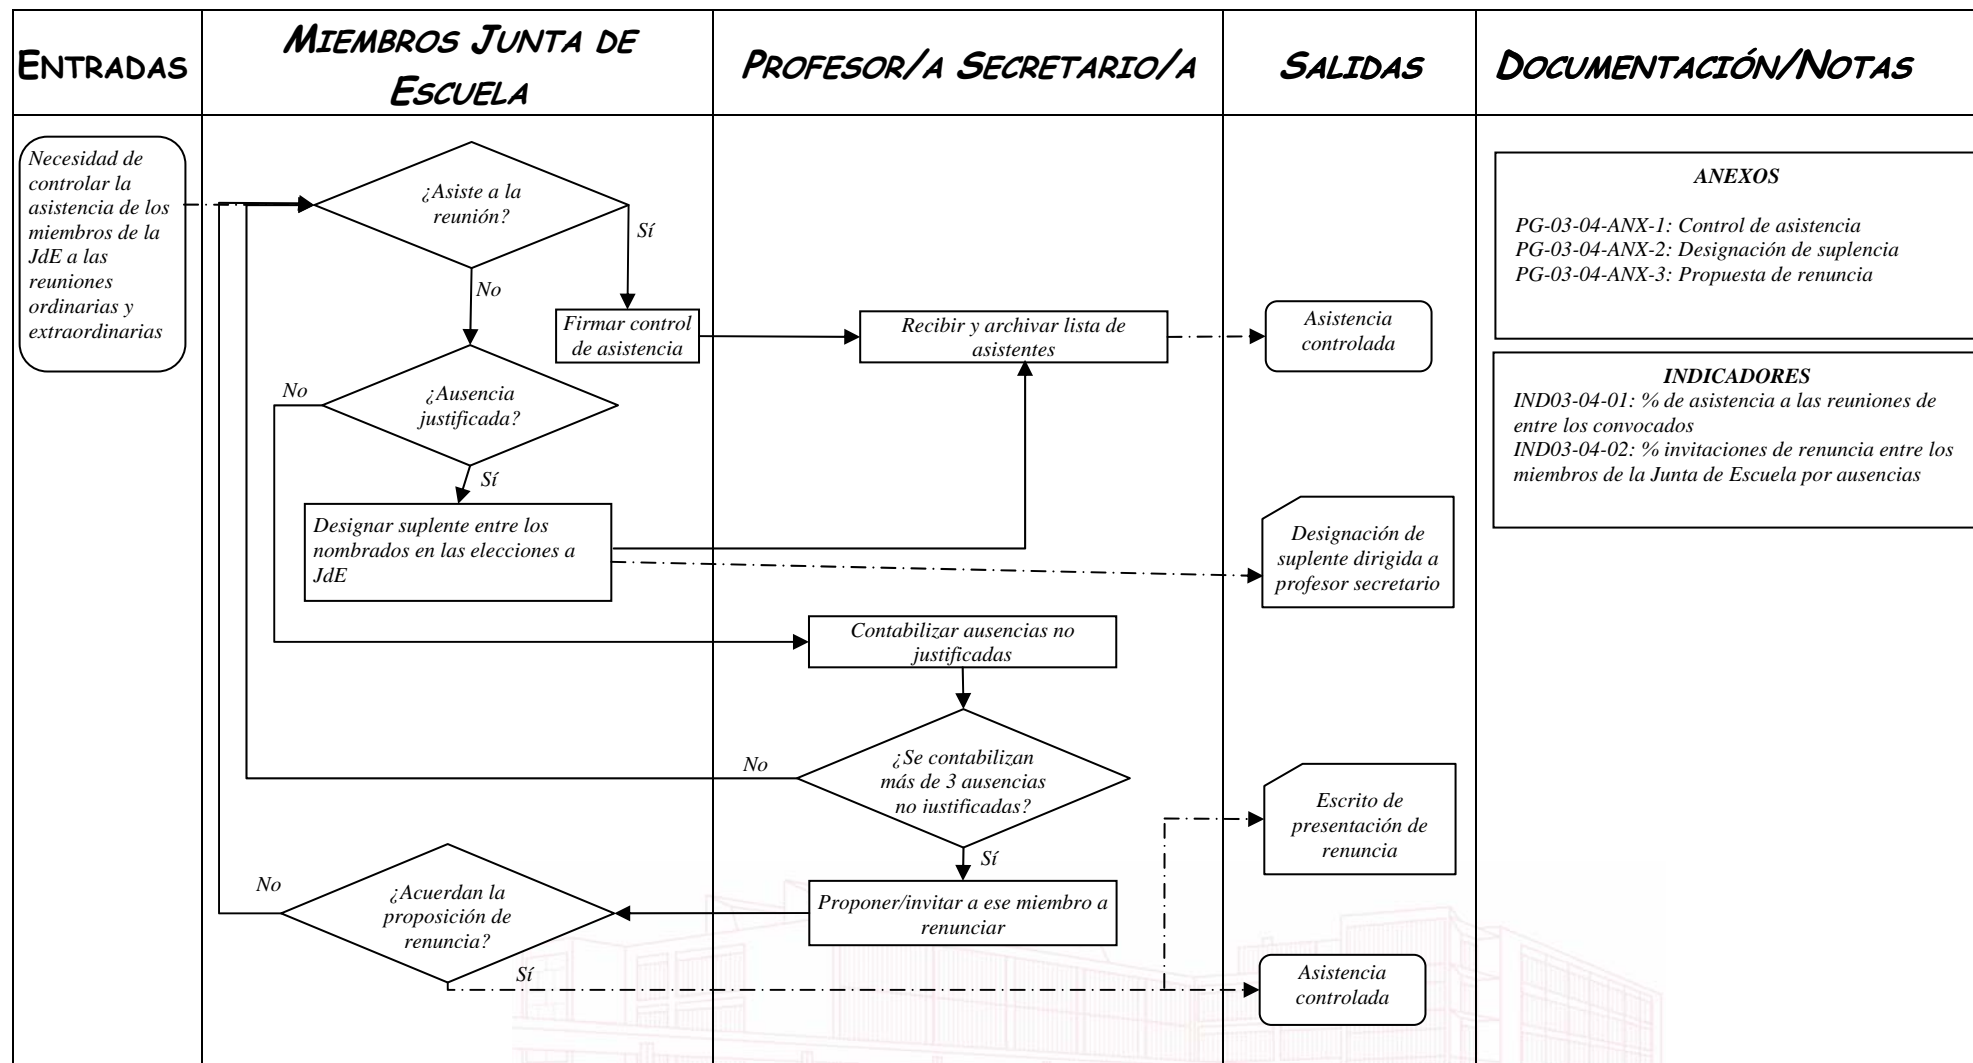 ENTRADAS
MIEMBROS JUNTA DE
ESCUELA
PROFESOR/A SECRETARIO/A
SALIDAS
DOCUMENTACIÓN/NOTAS
Necesidad de
controlar la
asistencia de los
miembros de la
JdE a las
reuniones
ordinarias y
extraordinarias
¿Asiste a la
reunión?
Sí
No
Firmar control
de asistencia
Recibir y archivar lista de
asistentes
Asistencia
controlada
No
¿Ausencia
justificada?
Sí
Designar suplente entre los
nombrados en las elecciones a
JdE
Designación de
suplente dirigida a
profesor secretario
Contabilizar ausencias no
justificadas
No
¿Se contabilizan
más de 3 ausencias
no iustificadas?
Sí
Escrito de
presentación de
renuncia
No
¿Acuerdan la
proposición de
renuncia?
Proponer/invitar a ese miembro a
renunciar
Sí
Asistencia
controlada
ANEXOS
PG-03-04-ANX-1: Control de asistencia
PG-03-04-ANX-2: Designación de suplencia
PG-03-04-ANX-3: Propuesta de renuncia
INDICADORES
IND03-04-01: % de asistencia a las reuniones de
entre los convocados
IND03-04-02: % invitaciones de renuncia entre los
miembros de la Junta de Escuela por ausencias